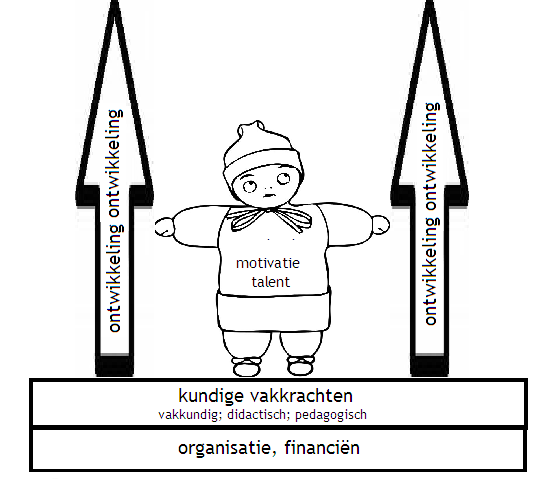 ontwikkeling ontwikkeling
motivatie
talent
ontwikkeling ontwikkeling
kundige vakkrachten
vakkundig; didactisch; pedagogisch
organisatie, financiën